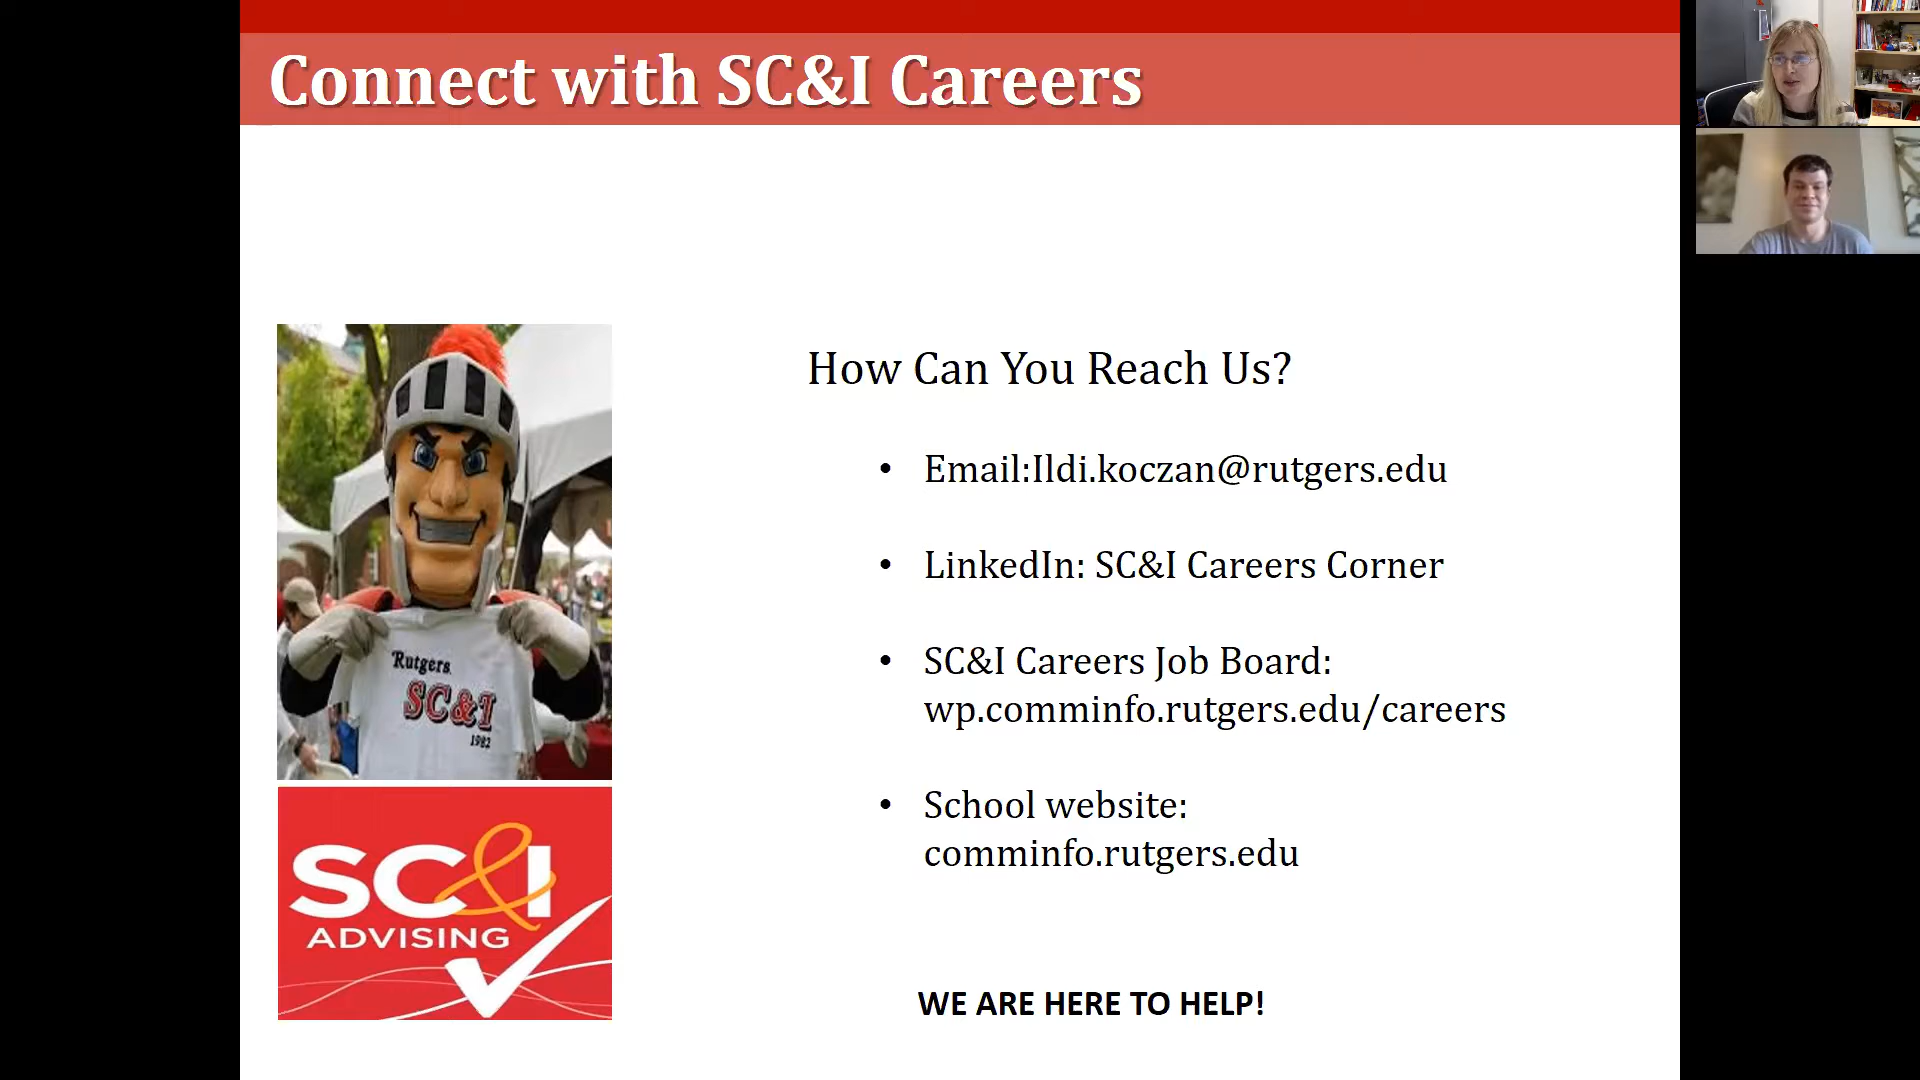 Connect with SC&I Careers
How Can You Reach Us?
• Email:Ildi.koczan@rutgers.edu
• LinkedIn: SC&I Careers Corner
• SC&I Careers Job Board:
wp.comminfo.rutgers.edu/careers
• School website:
comminfo.rutgers.edu
WE ARE HERE TO HELP!
Rutgers
SC&I
1982
SC&I
ADVISING